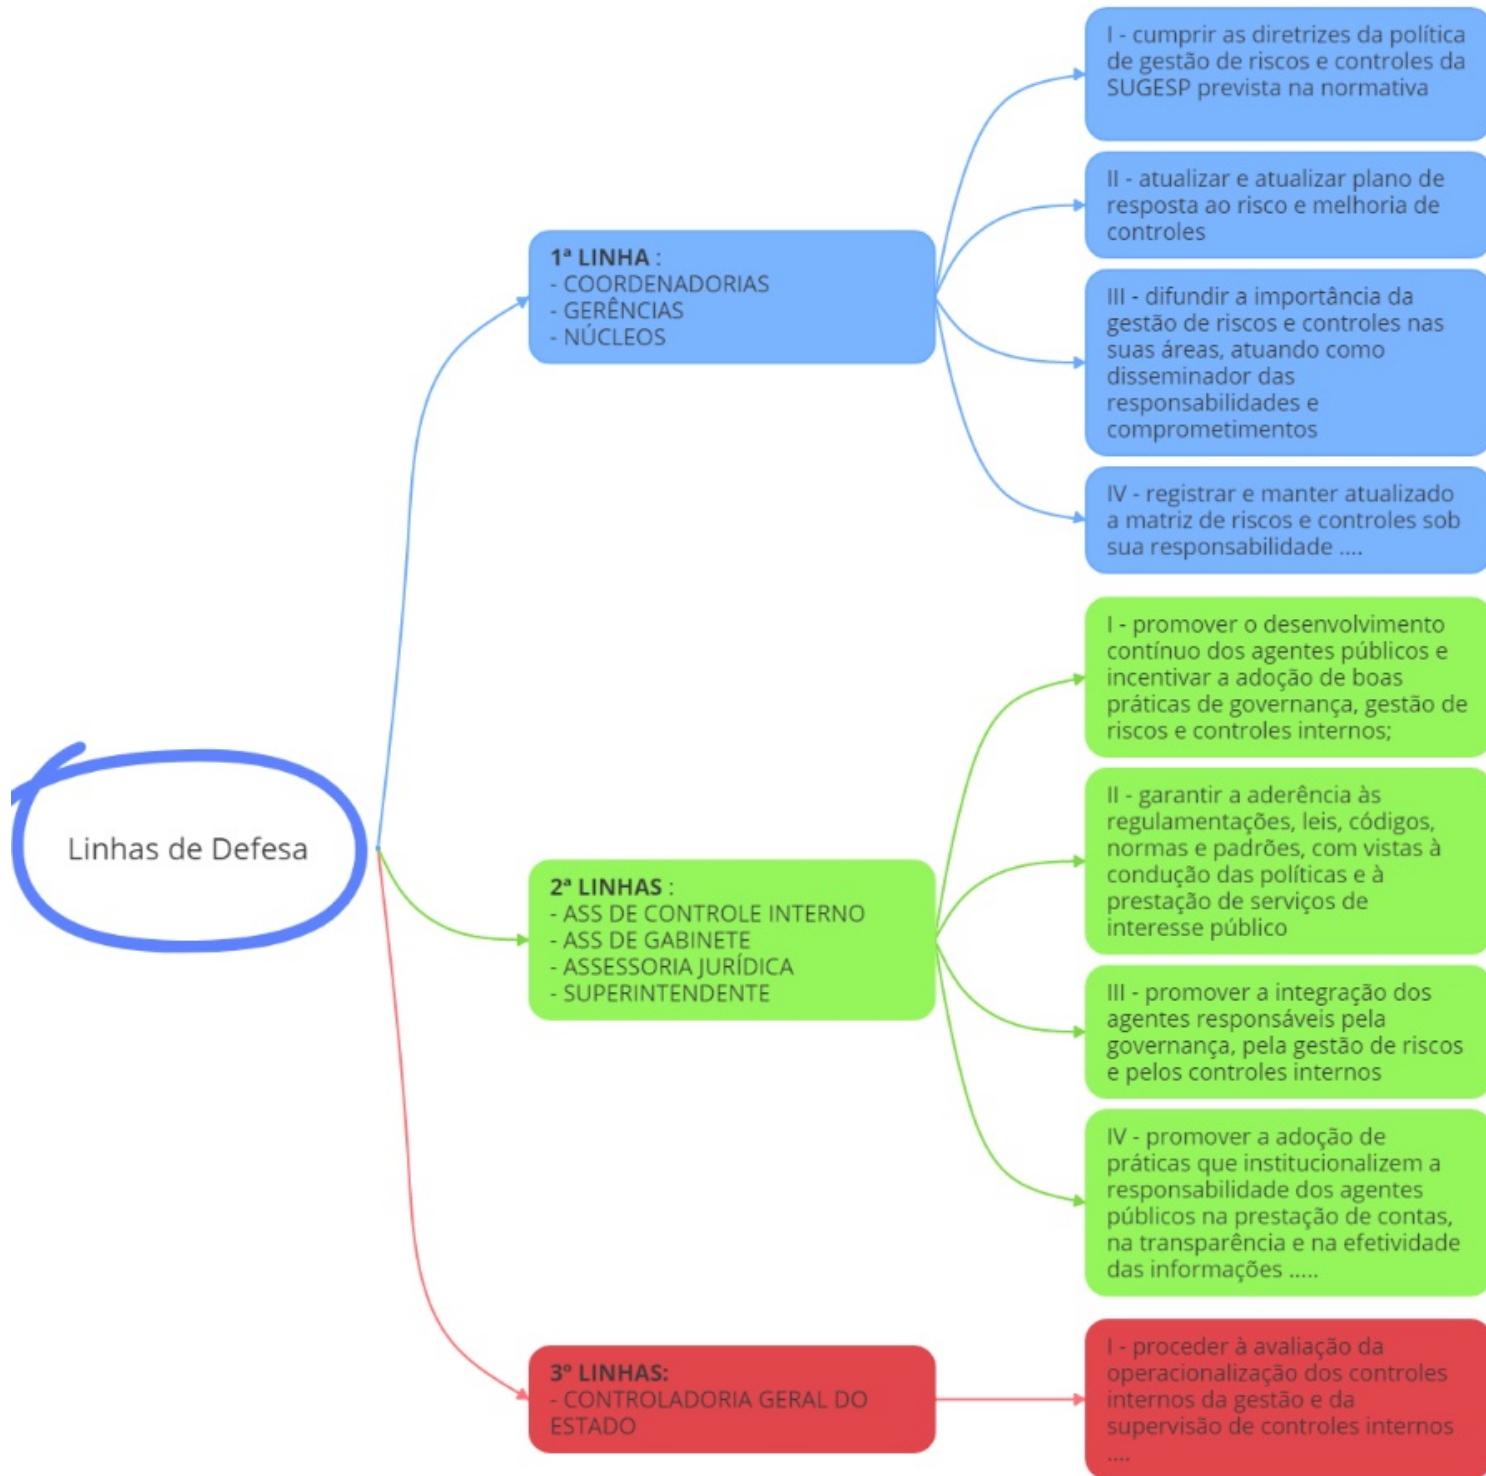 I - cumprir as diretrizes da política
de gestão de riscos e controles da
SUGESP prevista na normativa
II - atualizar e atualizar plano de
resposta ao risco e melhoria de
controles
1ª LINHA :
- COORDENADORIAS
- GERÊNCIAS
- NÚCLEOS
III - difundir a importância da
gestão de riscos e controles nas
suas áreas, atuando como
disseminador das
responsabilidades e
comprometimentos
IV - registrar e manter atualizado
a matriz de riscos e controles sob
sua responsabilidade ....
I - promover o desenvolvimento
contínuo dos agentes públicos e
incentivar a adoção de boas
práticas de governança, gestão de
riscos e controles internos;
Linhas de Defesa
II - garantir a aderência às
regulamentações, leis, códigos,
normas e padrões, com vistas à
condução das políticas e à
prestação de serviços de
interesse público
2ª LINHAS :
- ASS DE CONTROLE INTERNO
- ASS DE GABINETE
- ASSESSORIA JURÍDICA
- SUPERINTENDENTE
III - promover a integração dos
agentes responsáveis pela
governança, pela gestão de riscos
e pelos controles internos
IV - promover a adoção de
práticas que institucionalizem a
responsabilidade dos agentes
públicos na prestação de contas,
na transparência e na efetividade
das informações .....
3º LINHAS:
- CONTROLADORIA GERAL DO
ESTADO
I - proceder à avaliação da
operacionalização dos controles
internos da gestão e da
supervisão de controles internos
....